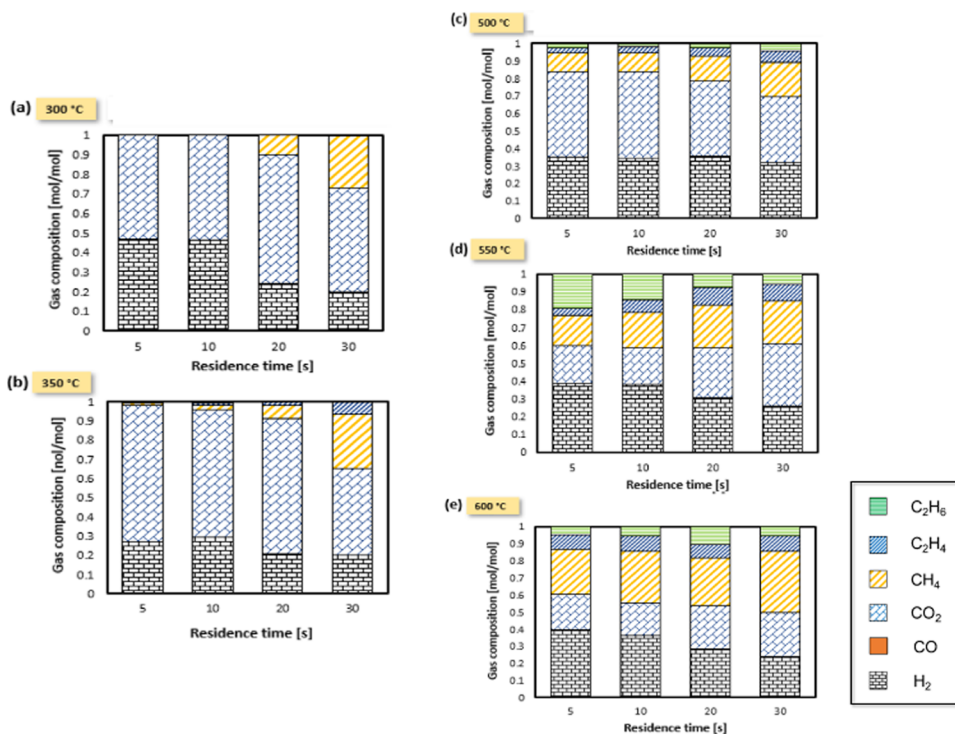 (a) 300 °C
Gas composition [mol/mol]
1
0.9
0.8
0.7
0.6
0.5
0.4
0.3
0.2
0.1
0
5 10 20 30
Residence time [s]
(b) 350 °C
Gas composition [nol/mol]
1
0.9
0.8
0.7
0.6
0.5
0.4
0.3
0.2
0.1
0
5 10 20 30
Residence time [s]
(c) 500 °C
Gas composition [mol/mol]
1
0.9
0.8
0.7
0.6
0.5
0.4
0.3
0.2
0.1
0
5 10 20 30
Residence time [s]
(d) 550 °C
Gas composition [mol/mol]
1
0.9
0.8
0.7
0.6
0.5
0.4
0.3
0.2
0.1
0
5 10 20 30
Residence time [s]
(e) 600 °C
Gas composition [mol/mol]
1
0.9
0.8
0.7
0.6
0.5
0.4
0.3
0.2
0.1
0
5 10 20 30
Residence time [s]
C₂H₆
C₂H₄
CH₄
CO₂
CO
H₂